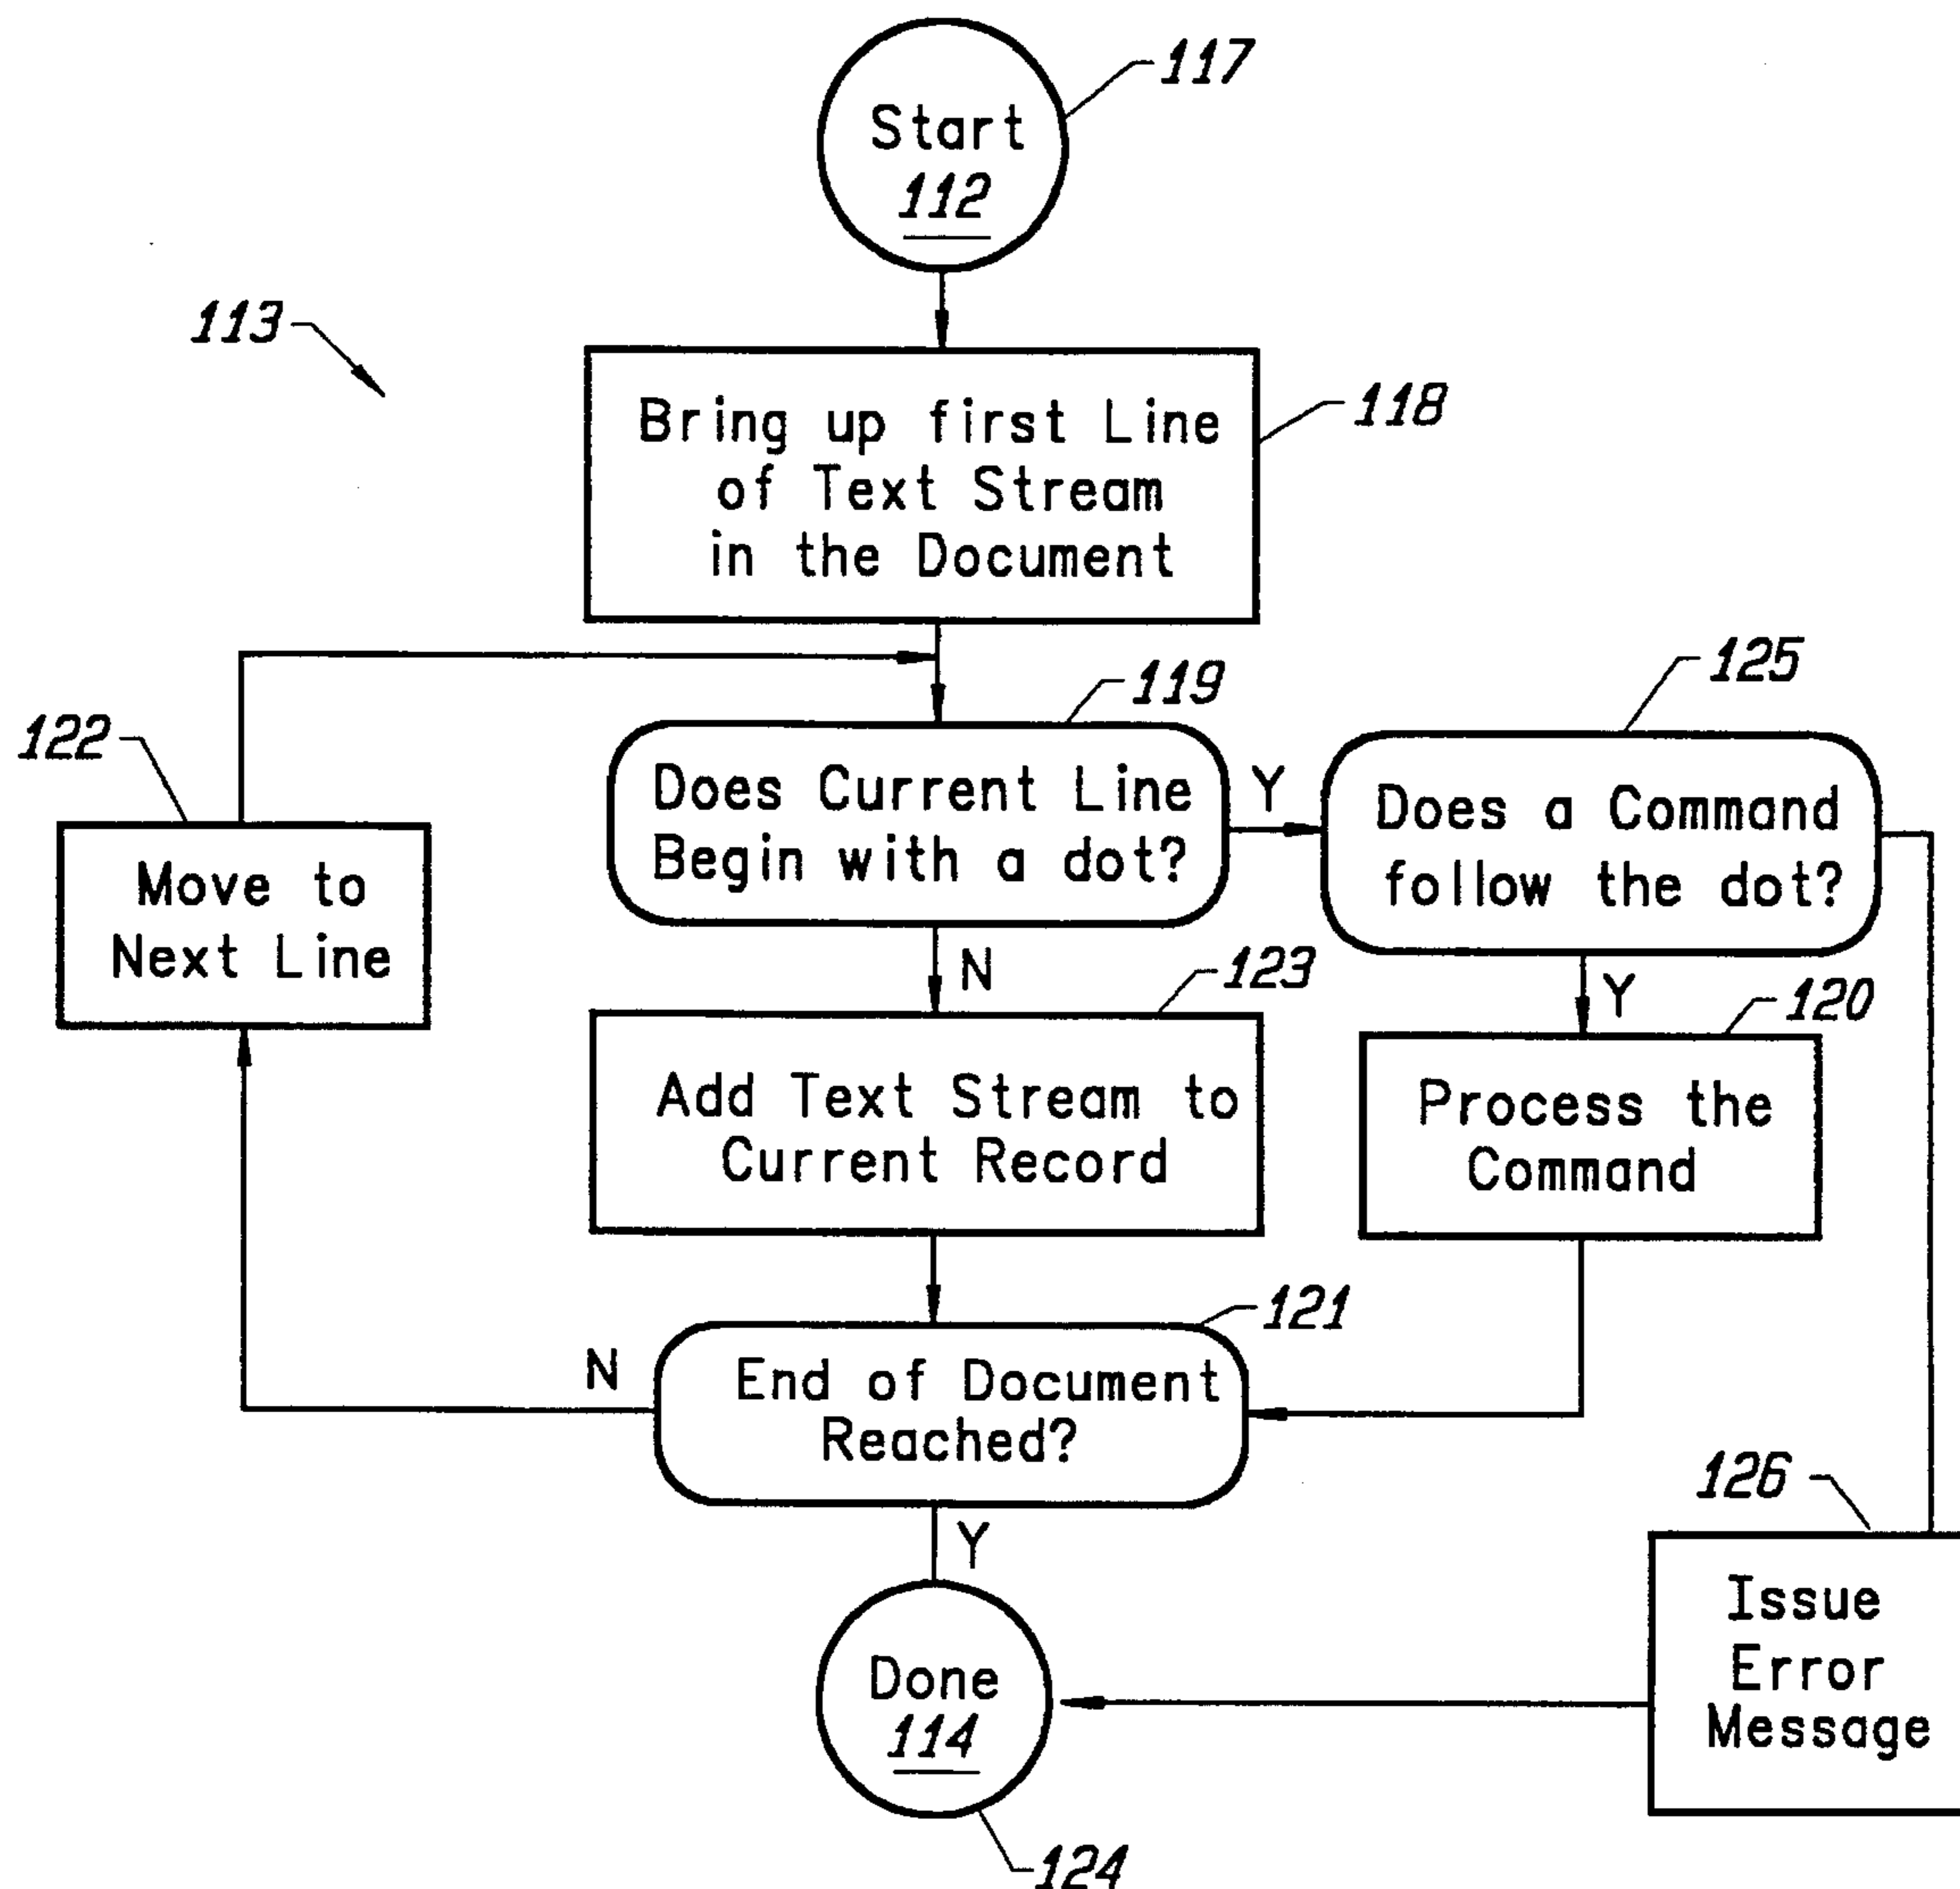 117
Start
112
113
118
Bring up first Line
of Text Stream
in the Document
119
125
122
Does Current Line
Begin with a dot?
Y
Does a Command
follow the dot?
Move to
Next Line
N
123
Y
120
Add Text Stream to
Current Record
Process the
Command
121
N
End of Document
Reached?
126
Y
Issue
Error
Message
Done
114
124